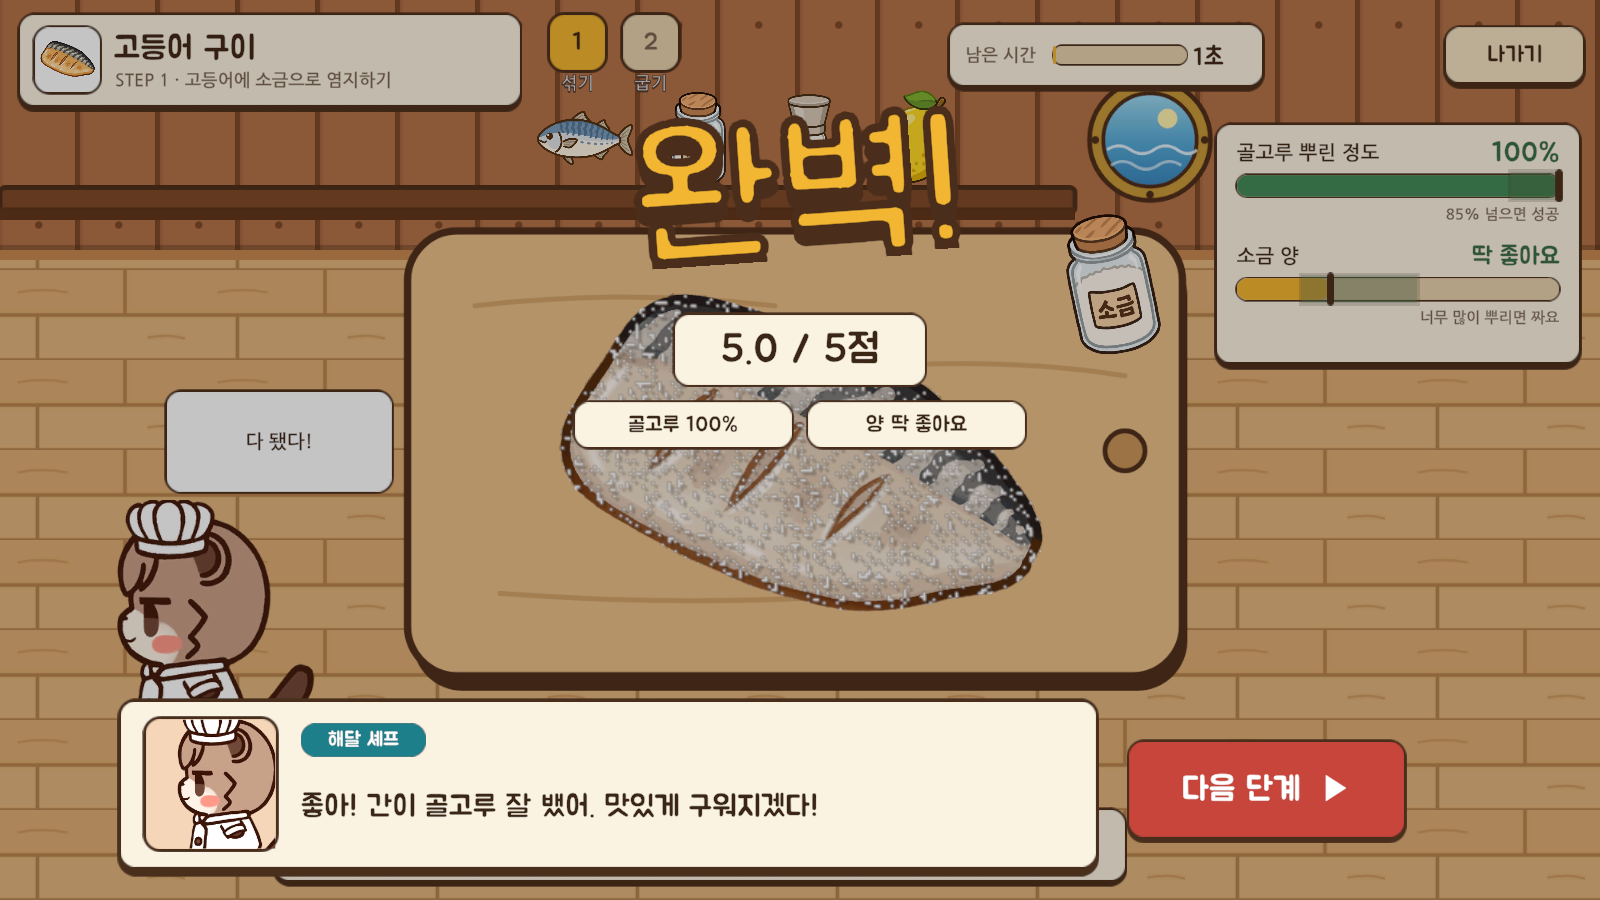 고등어 구이
STEP 1 · 고등어에 소금으로 염지하기
1
섞기
2
굽기
남은 시간
1초
나가기
완벽!
골고루 뿌린 정도
100%
85% 넘으면 성공
소금 양
딱 좋아요
너무 많이 뿌리면 짜요
소금
5.0 / 5점
골고루 100%
양 딱 좋아요
다 됐다!
해달 셰프
좋아! 간이 골고루 잘 뱄어. 맛있게 구워지겠다!
다음 단계 ▶